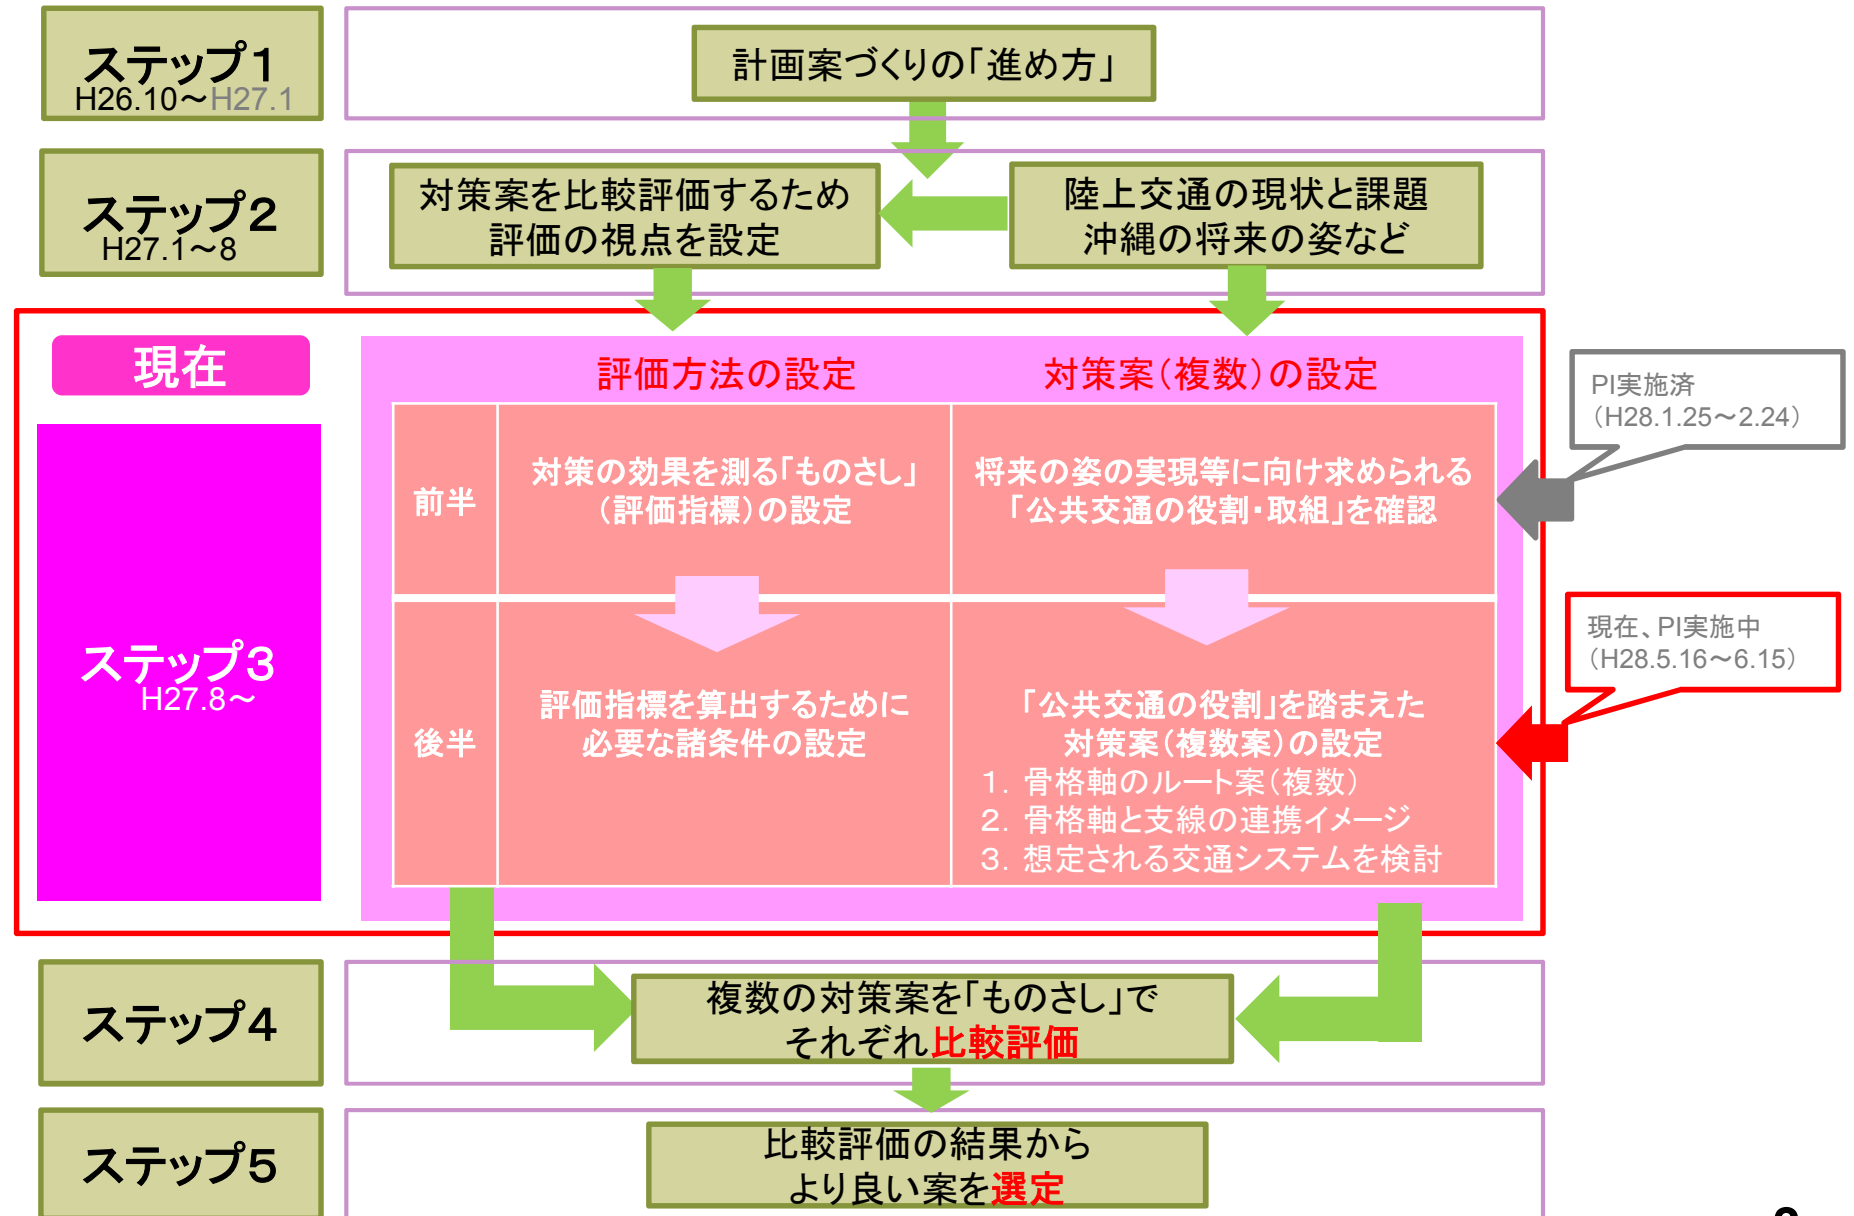 ステップ1
H26.10～H27.1
計画案づくりの「進め方」
ステップ2
H27.1～8
対策案を比較評価するため
評価の視点を設定
陸上交通の現状と課題
沖縄の将来の姿など
現在
ステップ3
H27.8～
評価方法の設定
対策案（複数）の設定
前半
対策の効果を測る「ものさし」
（評価指標）の設定
将来の姿の実現等に向け求められる
「公共交通の役割・取組」を確認
PI実施済
（H28.1.25～2.24）
後半
評価指標を算出するために
必要な諸条件の設定
「公共交通の役割」を踏まえた
対策案（複数案）の設定
1．骨格軸のルート案（複数）
2．骨格軸と支線の連携イメージ
3．想定される交通システムを検討
現在、PI実施中
（H28.5.16～6.15）
ステップ4
複数の対策案を「ものさし」で
それぞれ比較評価
ステップ5
比較評価の結果から
より良い案を選定